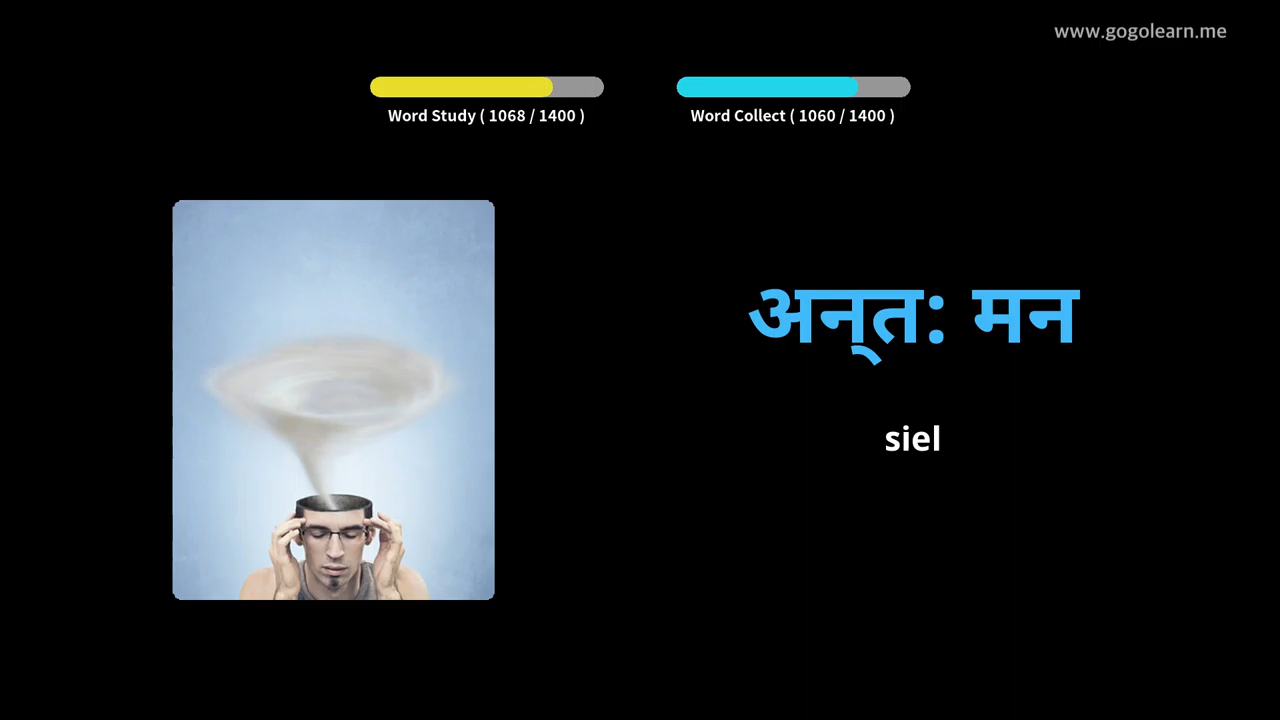 www.gogolearn.me
Word Study ( 1068 / 1400 )
Word Collect ( 1060 / 1400 )
अन्‌त: मन
siel